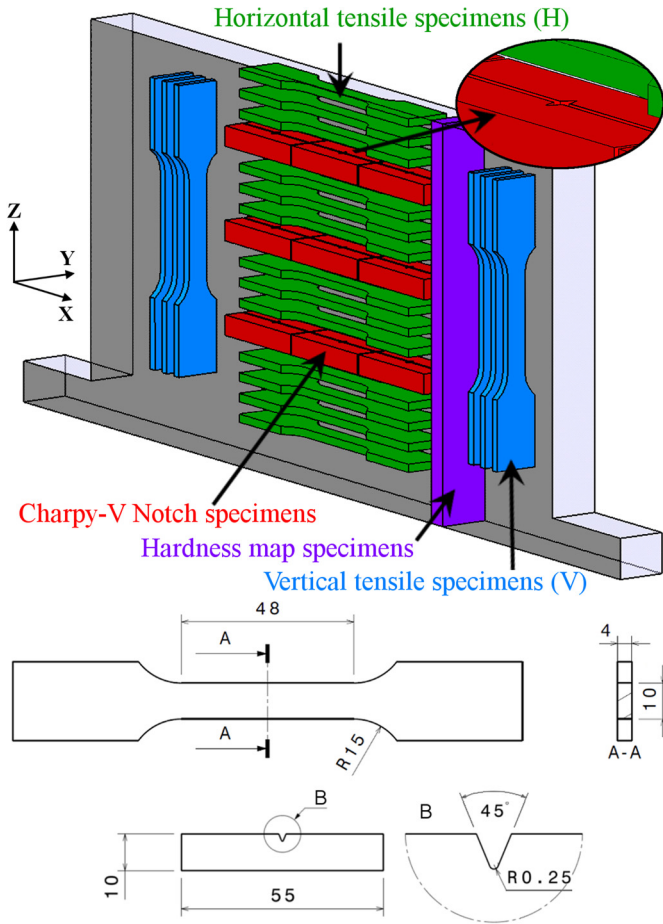 Horizontal tensile specimens (H)
Z
Y
X
Charpy-V Notch specimens
Hardness map specimens
Vertical tensile specimens (V)
48
A
A
R15
4
10
A-A
B
10
55
B
45°
R0.25